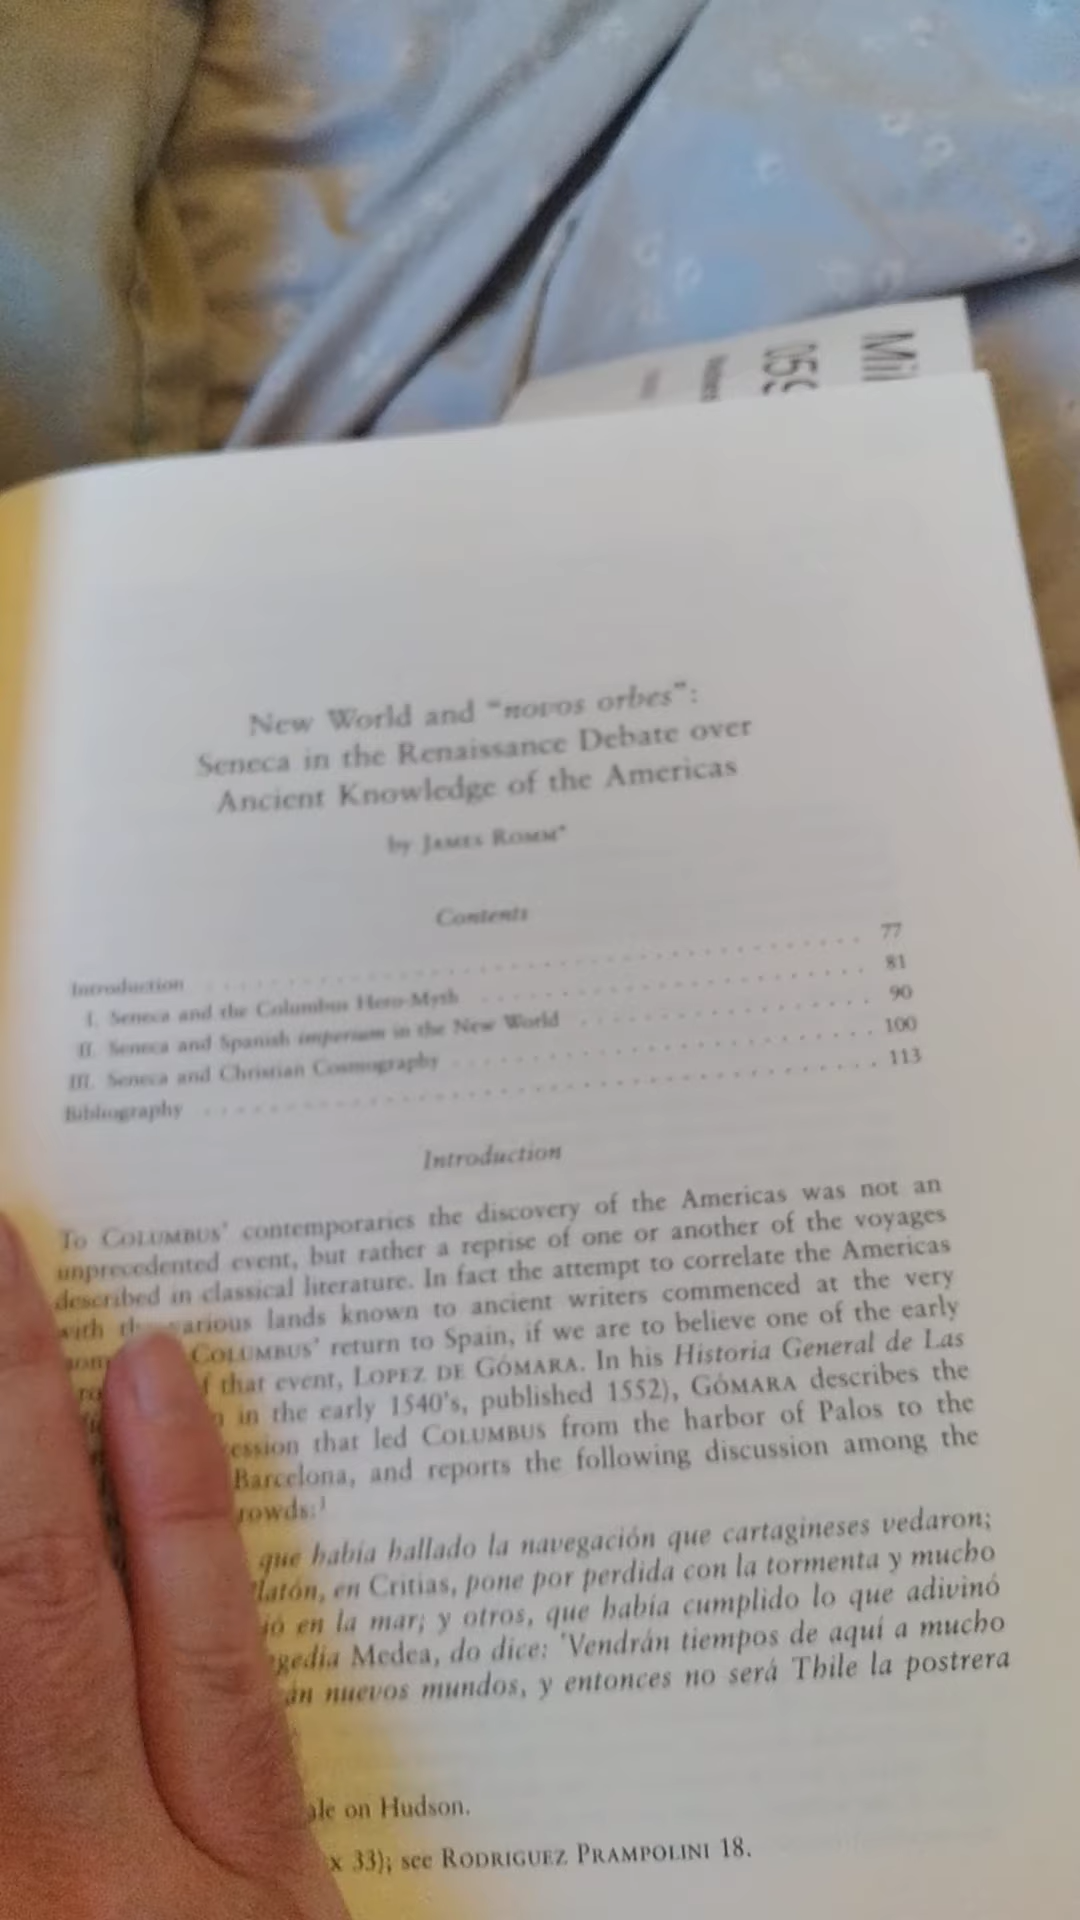 Mil
059
New World and "novos orbes":
Seneca in the Renaissance Debate over
Ancient Knowledge of the Americas
by JAMES ROMM*
Contents
Introduction . . . . . . . . . . 77
I. Seneca and the Columbus Hero-Myth . . . . . . . . . . 81
II. Seneca and Spanish imperium in the New World . . . . . . . . . . 90
III. Seneca and Christian Cosmography . . . . . . . . . . 100
Bibliography . . . . . . . . . . 113
Introduction
To COLUMBUS' contemporaries the discovery of the Americas was not an
unprecedented event, but rather a reprise of one or another of the voyages
described in classical literature. In fact the attempt to correlate the Americas
with the various lands known to ancient writers commenced at the very
COLUMBUS' return to Spain, if we are to believe one of the early
f that event, LOPEZ DE GÓMARA. In his Historia General de Las
n in the early 1540's, published 1552), GÓMARA describes the
cession that led COLUMBUS from the harbor of Palos to the
Barcelona, and reports the following discussion among the
rowds:¹
que había hallado la navegación que cartagineses vedaron;
latón, en Critias, pone por perdida con la tormenta y mucho
ió en la mar; y otros, que había cumplido lo que adivinó
gedia Medea, do dice: 'Vendrán tiempos de aquí a mucho
án nuevos mundos, y entonces no será Thile la postrera
ale on Hudson.
x 33); see RODRIGUEZ PRAMPOLINI 18.